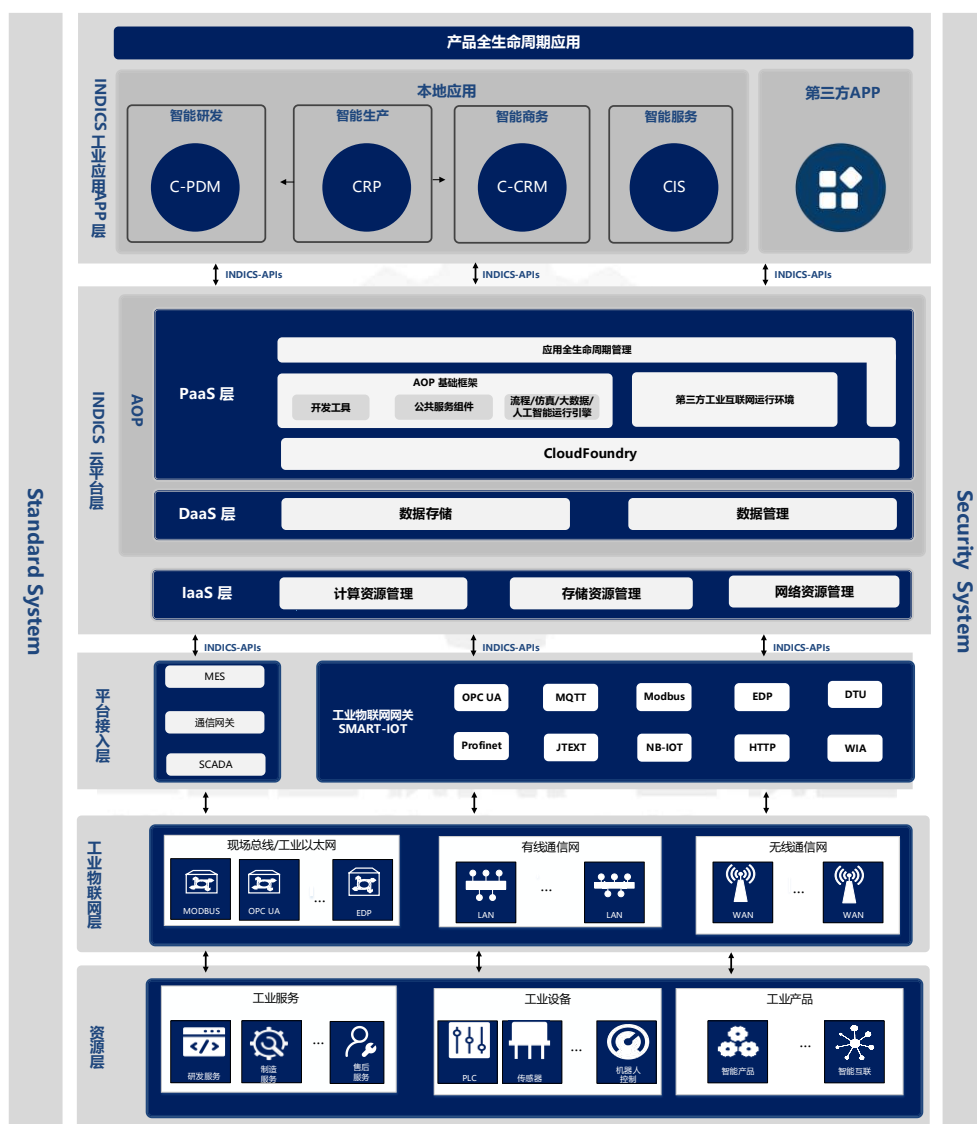 Standard System
Security System
产品全生命周期应用
INDICS 工业应用APP 层
本地应用
第三方APP
智能研发
智能生产
智能商务
智能服务
C-PDM
CRP
C-CRM
CIS
INDICS-APIs
INDICS-APIs
INDICS-APIs
INDICS 云平台层
AOP
PaaS 层
应用全生命周期管理
AOP 基础框架
开发工具
公共服务组件
流程/仿真/大数据/
人工智能运行引擎
第三方工业互联网运行环境
CloudFoundry
DaaS 层
数据存储
数据管理
IaaS 层
计算资源管理
存储资源管理
网络资源管理
INDICS-APIs
INDICS-APIs
INDICS-APIs
平台接入层
MES
通信网关
SCADA
工业物联网网关
SMART-IOT
OPC UA
MQTT
Modbus
EDP
DTU
Profinet
JTEXT
NB-IOT
HTTP
WIA
工业物联网层
现场总线/工业以太网
MODBUS
OPC UA
...
EDP
有线通信网
LAN
...
LAN
无线通信网
WAN
...
WAN
资源层
工业服务
研发服务
制造
服务
...
售后
服务
工业设备
PLC
传感器
...
机器人
控制
工业产品
智能产品
...
智能互联